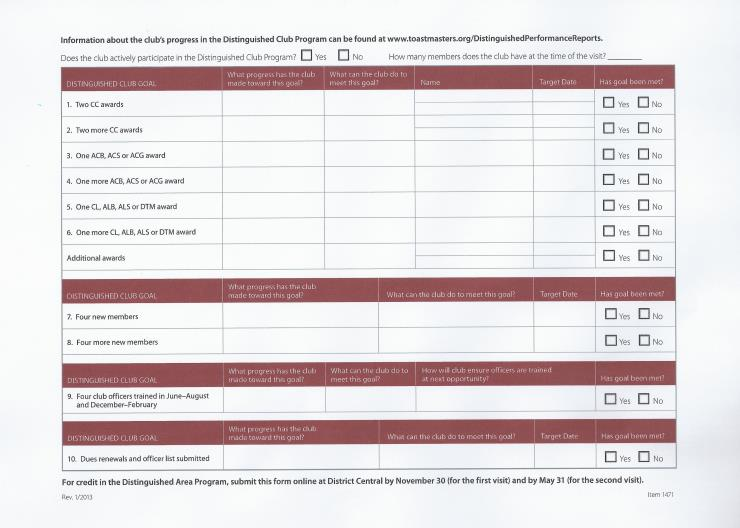 Information about the club's progress in the Distinguished Club Program can be found at www.toastmasters.org/DistinguishedPerformanceReports.
Does the club actively participate in the Distinguished Club Program? Yes No How many members does the club have at the time of the visit? ______
DISTINGUISHED CLUB GOAL What progress has the club made toward this goal? What can the club do to meet this goal? Name Target Date Has goal been met?
1. Two CC awards Yes No
2. Two more CC awards Yes No
3. One ACB, ACS or ACG award Yes No
4. One more ACB, ACS or ACG award Yes No
5. One CL, ALB, ALS or DTM award Yes No
6. One more CL, ALB, ALS or DTM award Yes No
Additional awards Yes No
DISTINGUISHED CLUB GOAL What progress has the club made toward this goal? What can the club do to meet this goal? Target Date Has goal been met?
7. Four new members Yes No
8. Four more new members Yes No
DISTINGUISHED CLUB GOAL What progress has the club made toward this goal? What can the club do to meet this goal? How will club ensure officers are trained at next opportunity? Has goal been met?
9. Four club officers trained in June–August and December–February Yes No
DISTINGUISHED CLUB GOAL What progress has the club made toward this goal? What can the club do to meet this goal? Target Date Has goal been met?
10. Dues renewals and officer list submitted Yes No
For credit in the Distinguished Area Program, submit this form online at District Central by November 30 (for the first visit) and by May 31 (for the second visit).
Rev. 1/2013 Item 1471